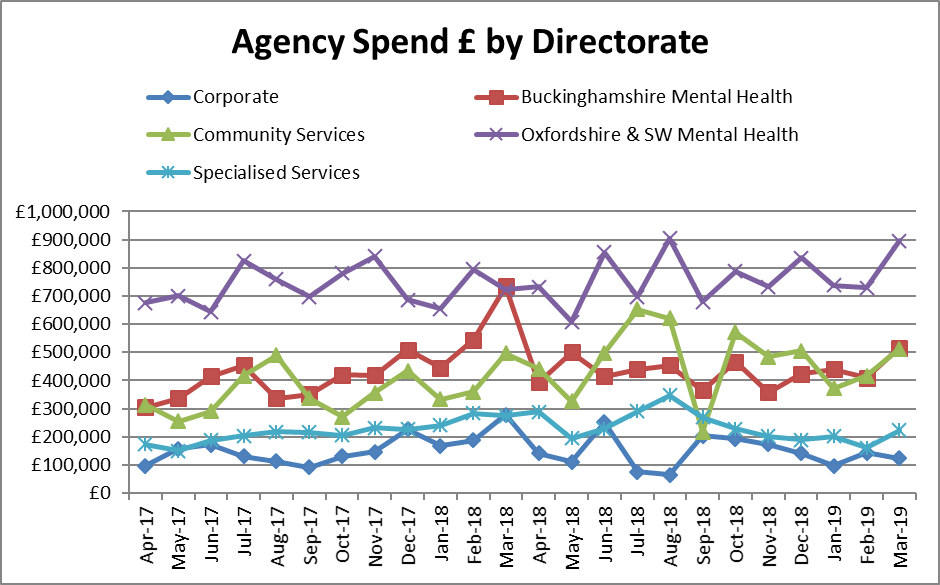 Agency Spend £ by Directorate
Corporate
Buckinghamshire Mental Health
Community Services
Oxfordshire & SW Mental Health
Specialised Services
£1,000,000
£900,000
£800,000
£700,000
£600,000
£500,000
£400,000
£300,000
£200,000
£100,000
£0
Apr-17
May-17
Jun-17
Jul-17
Aug-17
Sep-17
Oct-17
Nov-17
Dec-17
Jan-18
Feb-18
Mar-18
Apr-18
May-18
Jun-18
Jul-18
Aug-18
Sep-18
Oct-18
Nov-18
Dec-18
Jan-19
Feb-19
Mar-19